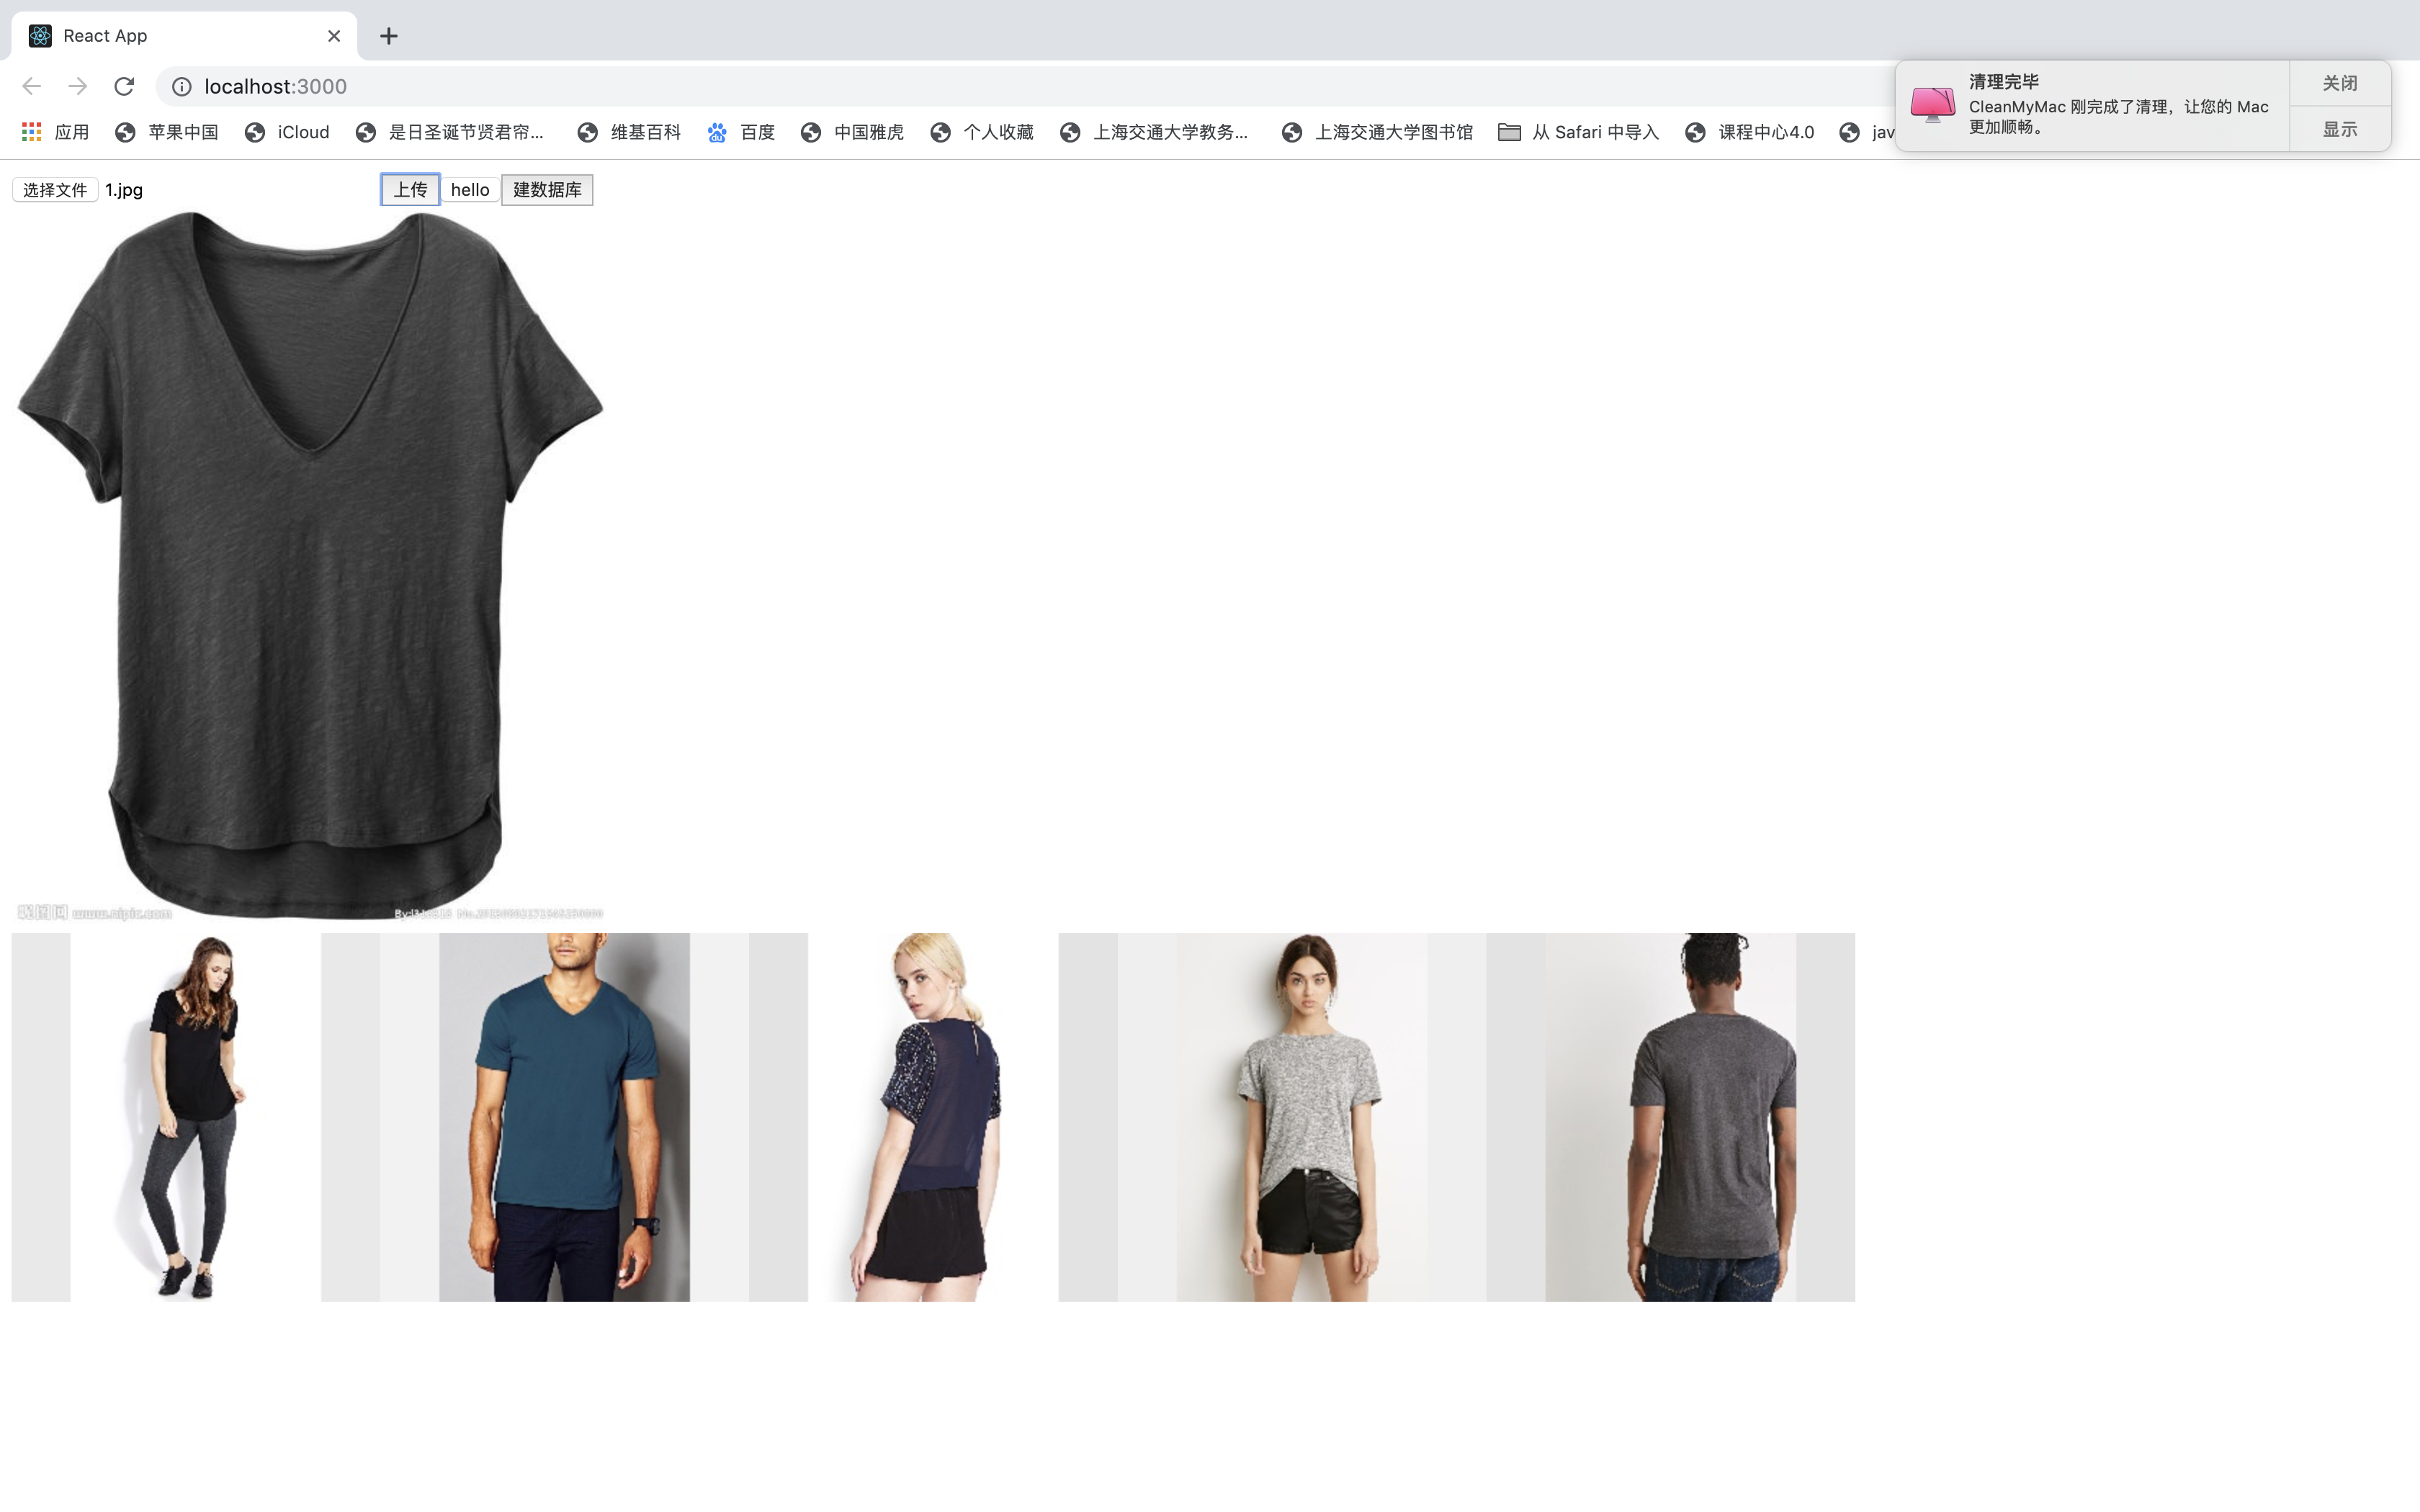 React App
localhost:3000
清理完毕
CleanMyMac 刚完成了清理，让您的 Mac
更加顺畅。
关闭
显示
应用
苹果中国
iCloud
是日圣诞节贤君帘...
维基百科
百度
中国雅虎
个人收藏
上海交通大学教务...
上海交通大学图书馆
从 Safari 中导入
课程中心4.0
jav
选择文件 1.jpg
上传
hello
建数据库
昵图网 www.nipic.com